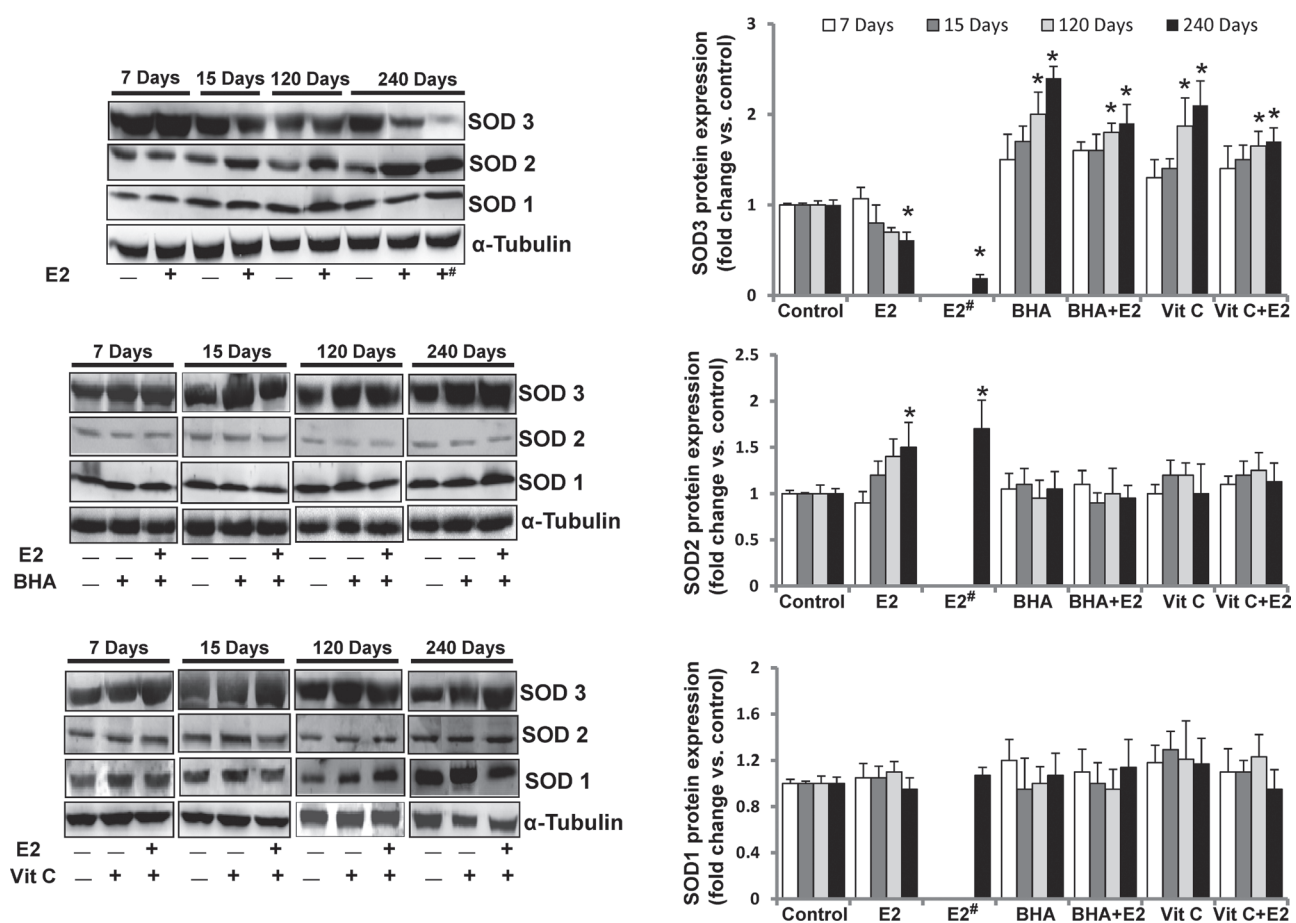 7 Days 15 Days 120 Days 240 Days
SOD 3
SOD 2
SOD 1
α-Tubulin
E2 — + — + — + — + +#
7 Days 15 Days 120 Days 240 Days
SOD 3
SOD 2
SOD 1
α-Tubulin
E2 — — + — — + — — + — — +
BHA — + + — + + — + + — + +
7 Days 15 Days 120 Days 240 Days
SOD 3
SOD 2
SOD 1
α-Tubulin
E2 — — + — — + — — + — — +
Vit C — + + — + + — + + — + +
7 Days 15 Days 120 Days 240 Days
SOD3 protein expression
(fold change vs. control)
3
2
1
0
* * * * * * * * * *
Control E2 E2# BHA BHA+E2 Vit C Vit C+E2
SOD2 protein expression
(fold change vs. control)
2.5
2
1.5
1
0.5
0
* *
Control E2 E2# BHA BHA+E2 Vit C Vit C+E2
SOD1 protein expression
(fold change vs. control)
2
1.6
1.2
0.8
0.4
0
Control E2 E2# BHA BHA+E2 Vit C Vit C+E2